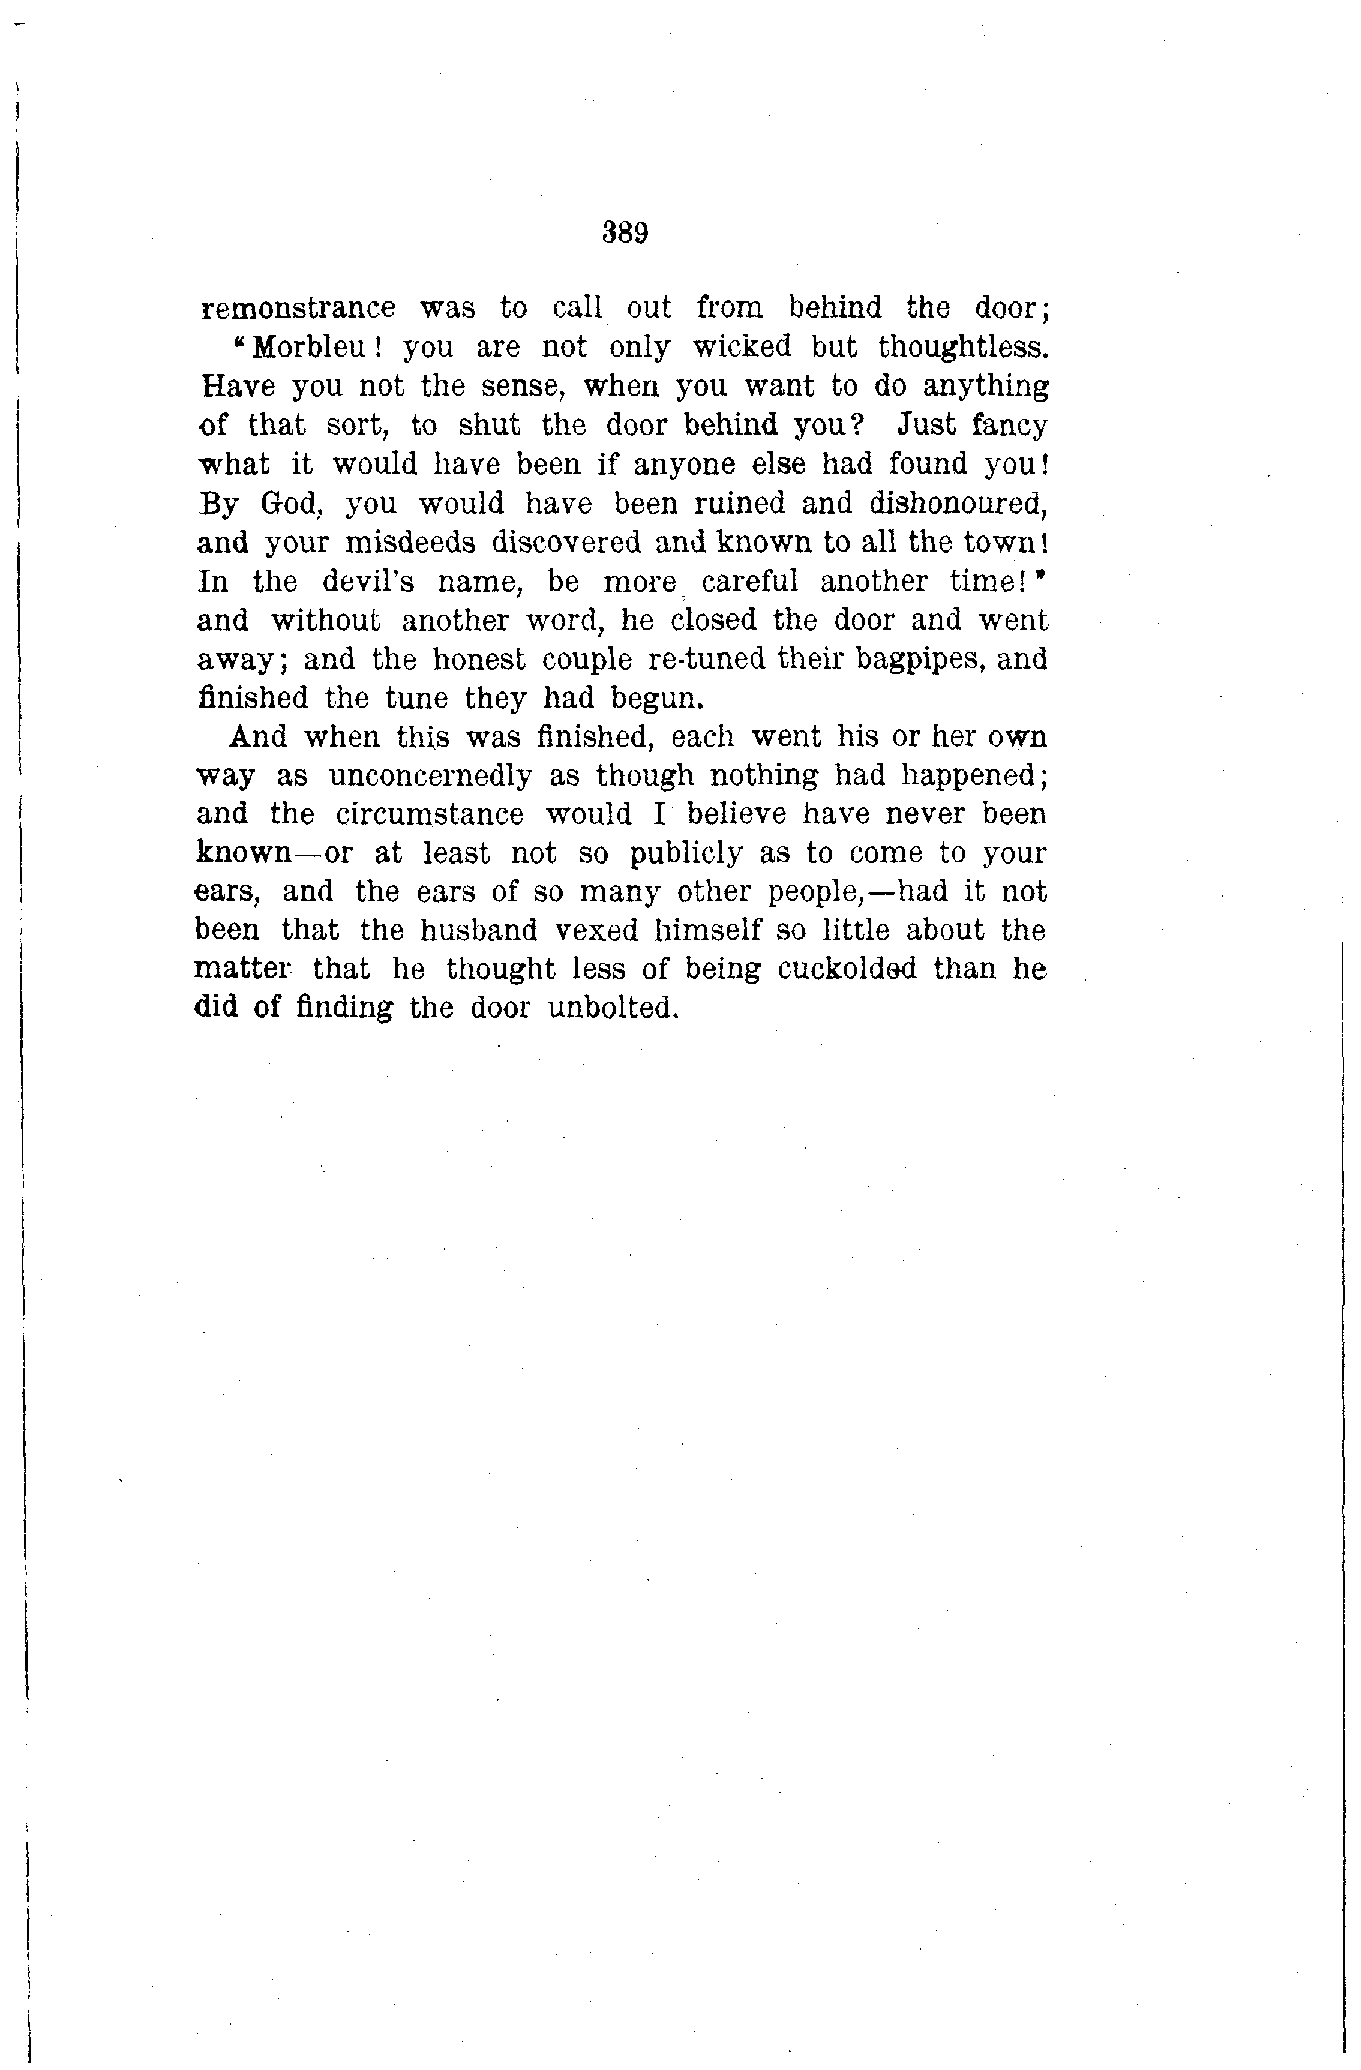 389
remonstrance was to call out from behind the door;
"Morbleu! you are not only wicked but thoughtless.
Have you not the sense, when you want to do anything
of that sort, to shut the door behind you? Just fancy
what it would have been if anyone else had found you!
By God, you would have been ruined and dishonoured,
and your misdeeds discovered and known to all the town!
In the devil's name, be more careful another time!"
and without another word, he closed the door and went
away; and the honest couple re-tuned their bagpipes, and
finished the tune they had begun.
And when this was finished, each went his or her own
way as unconcernedly as though nothing had happened;
and the circumstance would I believe have never been
known—or at least not so publicly as to come to your
ears, and the ears of so many other people,—had it not
been that the husband vexed himself so little about the
matter that he thought less of being cuckolded than he
did of finding the door unbolted.